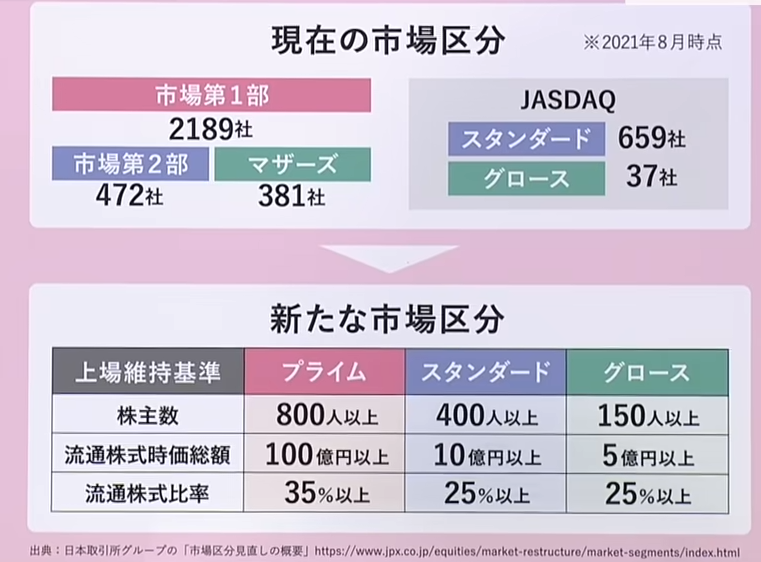 現在の市場区分 ※2021年8月時点
市場第1部
2189社
市場第2部 マザーズ
472社 381社
JASDAQ
スタンダード 659社
グロース 37社
新たな市場区分
上場維持基準 プライム スタンダード グロース
株主数 800人以上 400人以上 150人以上
流通株式時価総額 100億円以上 10億円以上 5億円以上
流通株式比率 35%以上 25%以上 25%以上
出典：日本取引所グループの「市場区分見直しの概要」https://www.jpx.co.jp/equities/market-restructure/market-segments/index.html